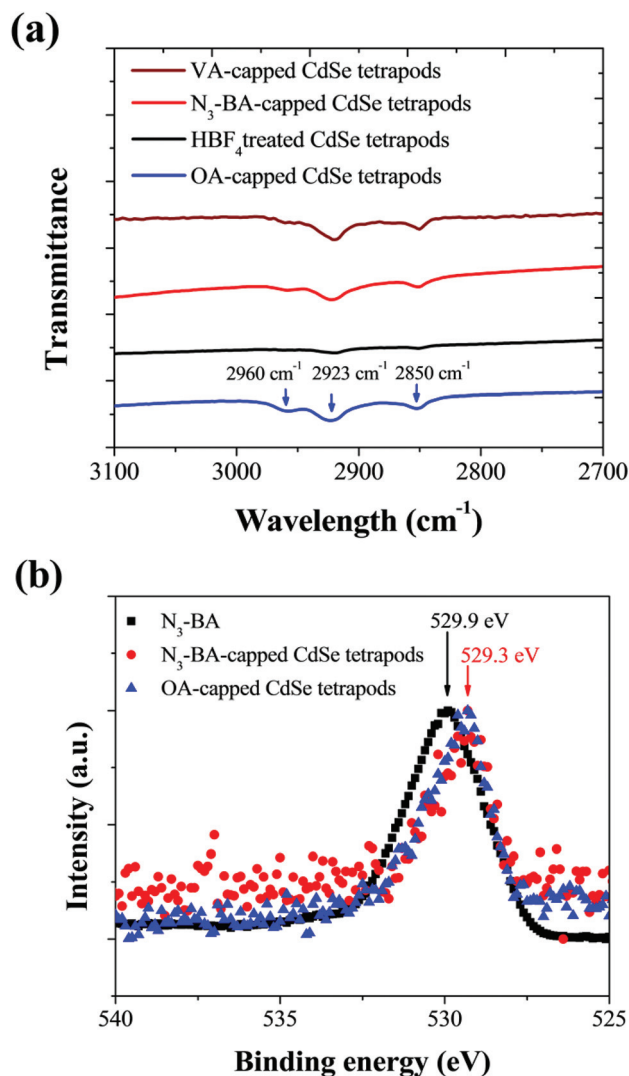 (a)
VA-capped CdSe tetrapods
N₃-BA-capped CdSe tetrapods
HBF₄treated CdSe tetrapods
OA-capped CdSe tetrapods
Transmittance
2960 cm⁻¹ 2923 cm⁻¹ 2850 cm⁻¹
3100 3000 2900 2800 2700
Wavelength (cm⁻¹)
(b)
N₃-BA
N₃-BA-capped CdSe tetrapods
OA-capped CdSe tetrapods
529.9 eV
529.3 eV
Intensity (a.u.)
540 535 530 525
Binding energy (eV)